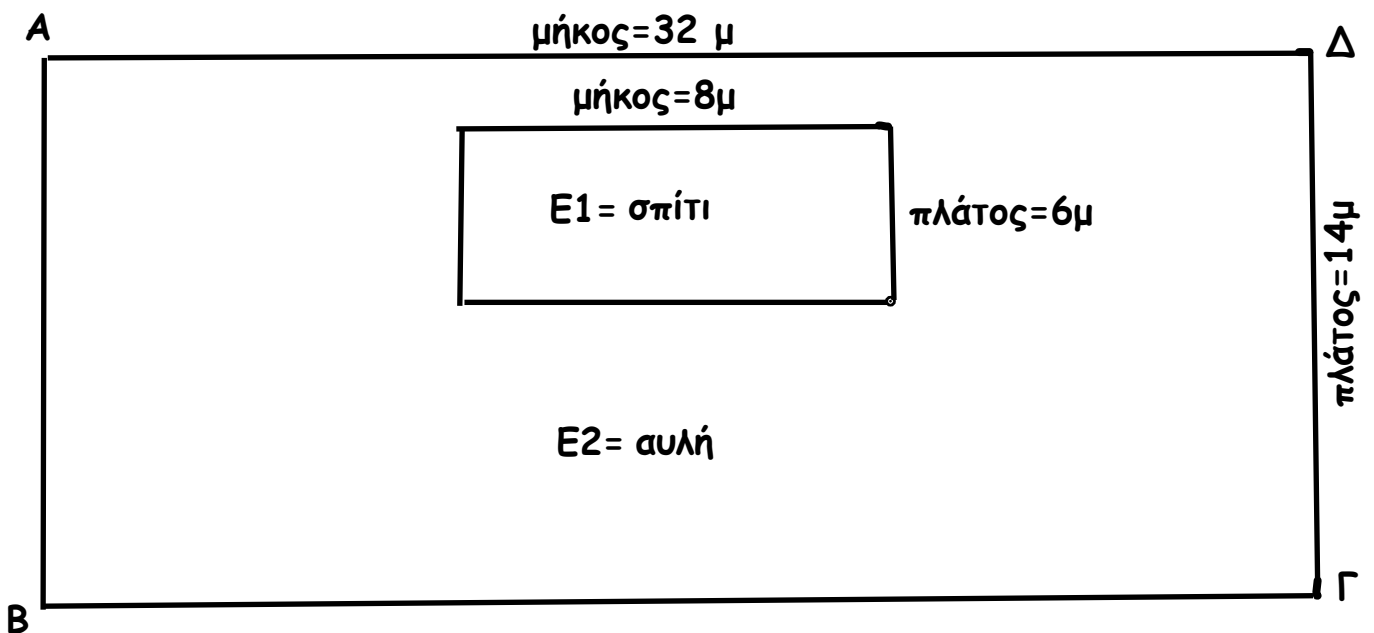 Α
μήκος=32 μ
Δ
μήκος=8μ
Ε1= σπίτι
πλάτος=6μ
πλάτος=14μ
Ε2= αυλή
Β
Γ